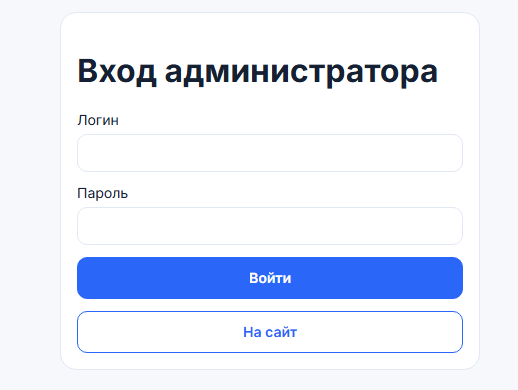 Вход администратора
Логин
Пароль
Войти
На сайт